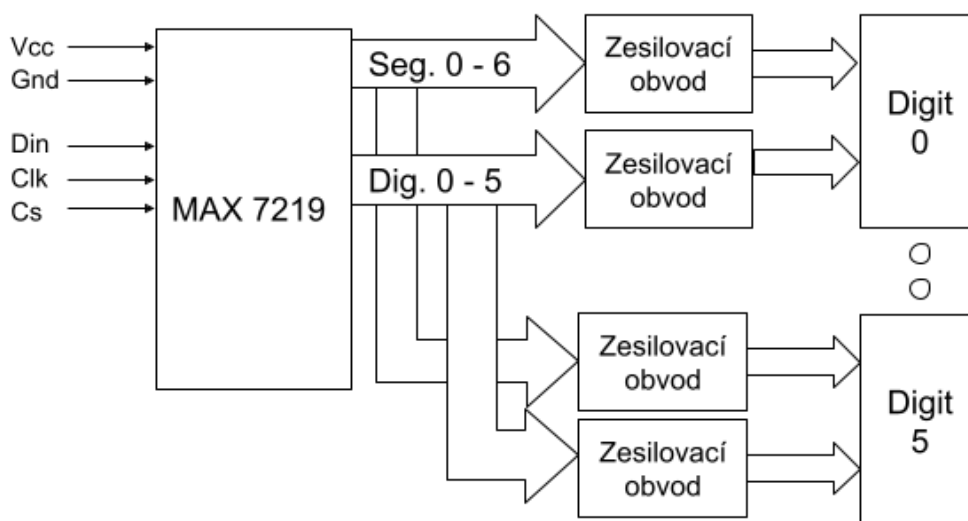 Vcc
Gnd
Din
Clk
Cs
MAX 7219
Seg. 0 - 6
Dig. 0 - 5
Zesilovací
obvod
Zesilovací
obvod
Digit
0
Zesilovací
obvod
Zesilovací
obvod
Digit
5